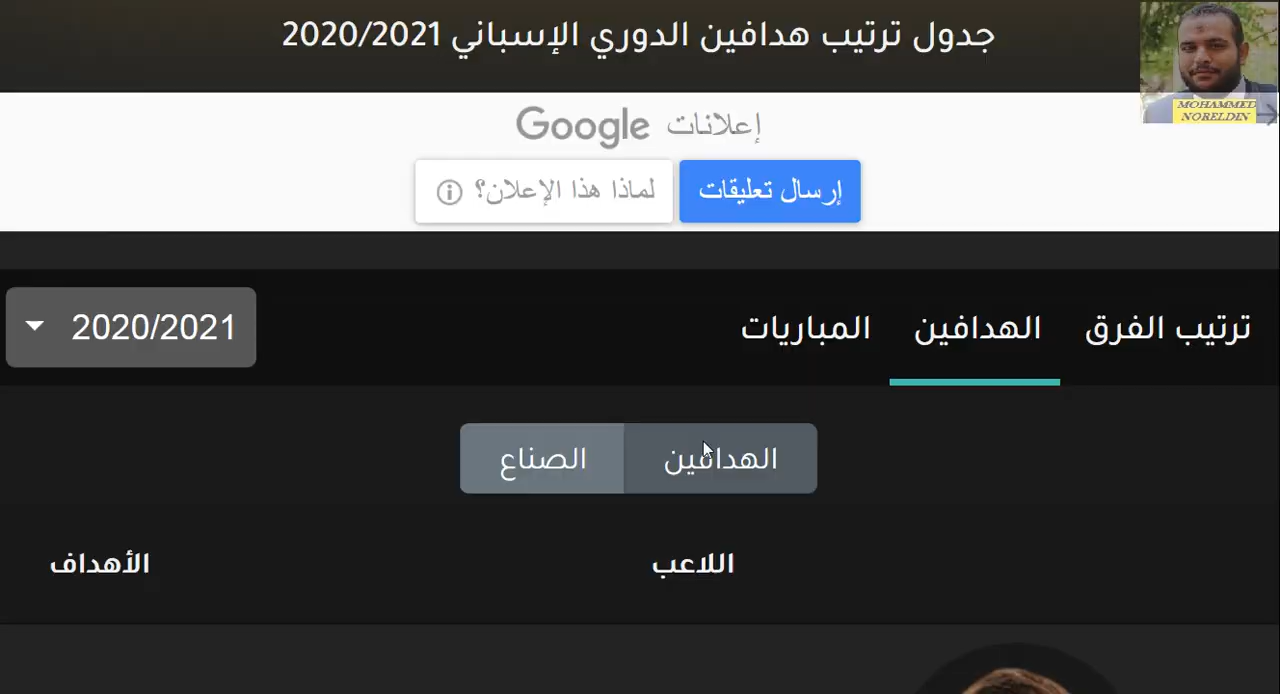 جدول ترتيب هدافين الدوري الإسباني 2020/2021
MOHAMMED
NORELDIN
إعلانات Google
إرسال تعليقات
لماذا هذا الإعلان؟
ترتيب الفرق
الهدافين
المباريات
2020/2021
الهدافين
الصناع
اللاعب
الأهداف